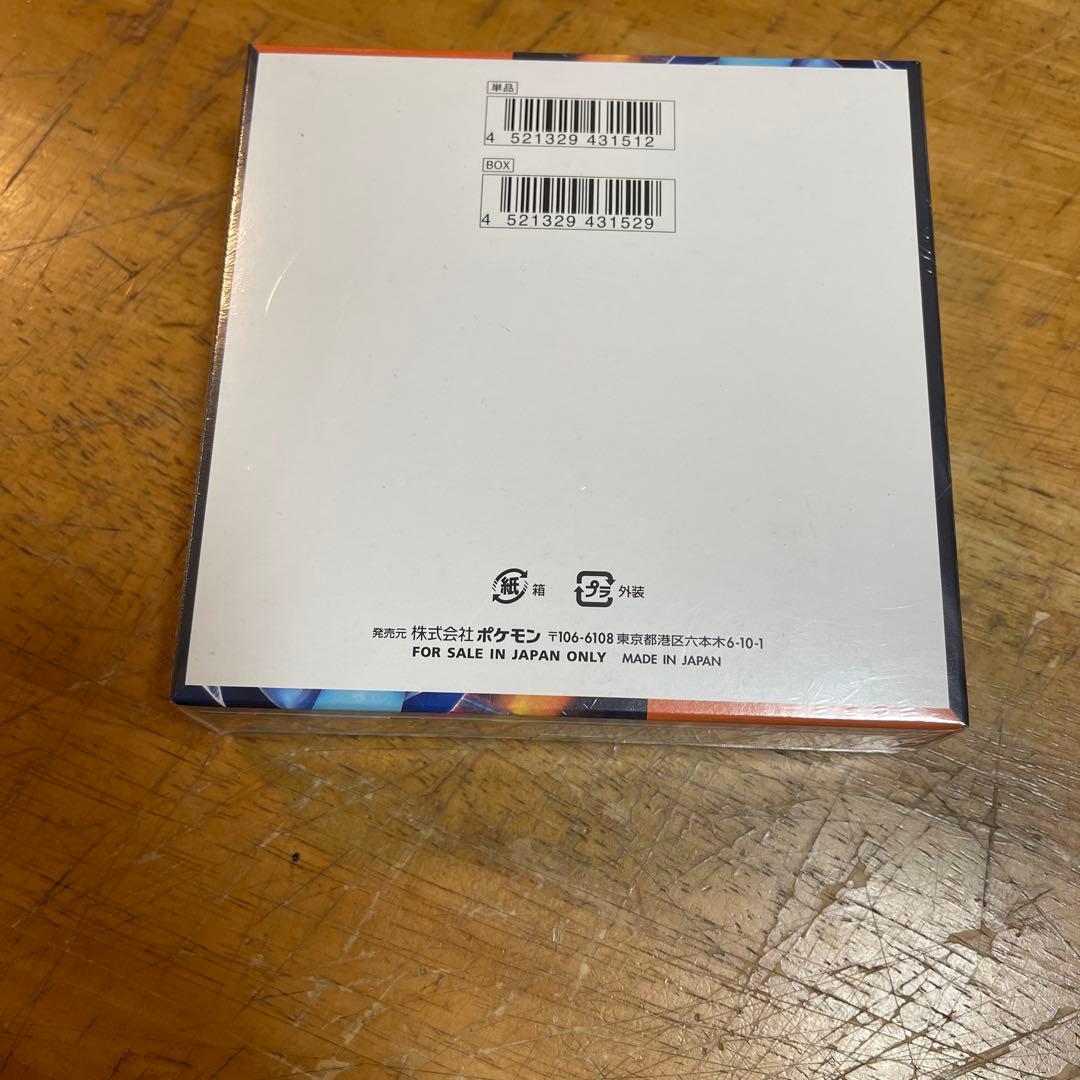 単品
4 521329 431512
BOX
4 521329 431529
紙 箱 プラ 外装
発売元 株式会社 ポケモン 〒106-6108 東京都港区六本木6-10-1
FOR SALE IN JAPAN ONLY MADE IN JAPAN